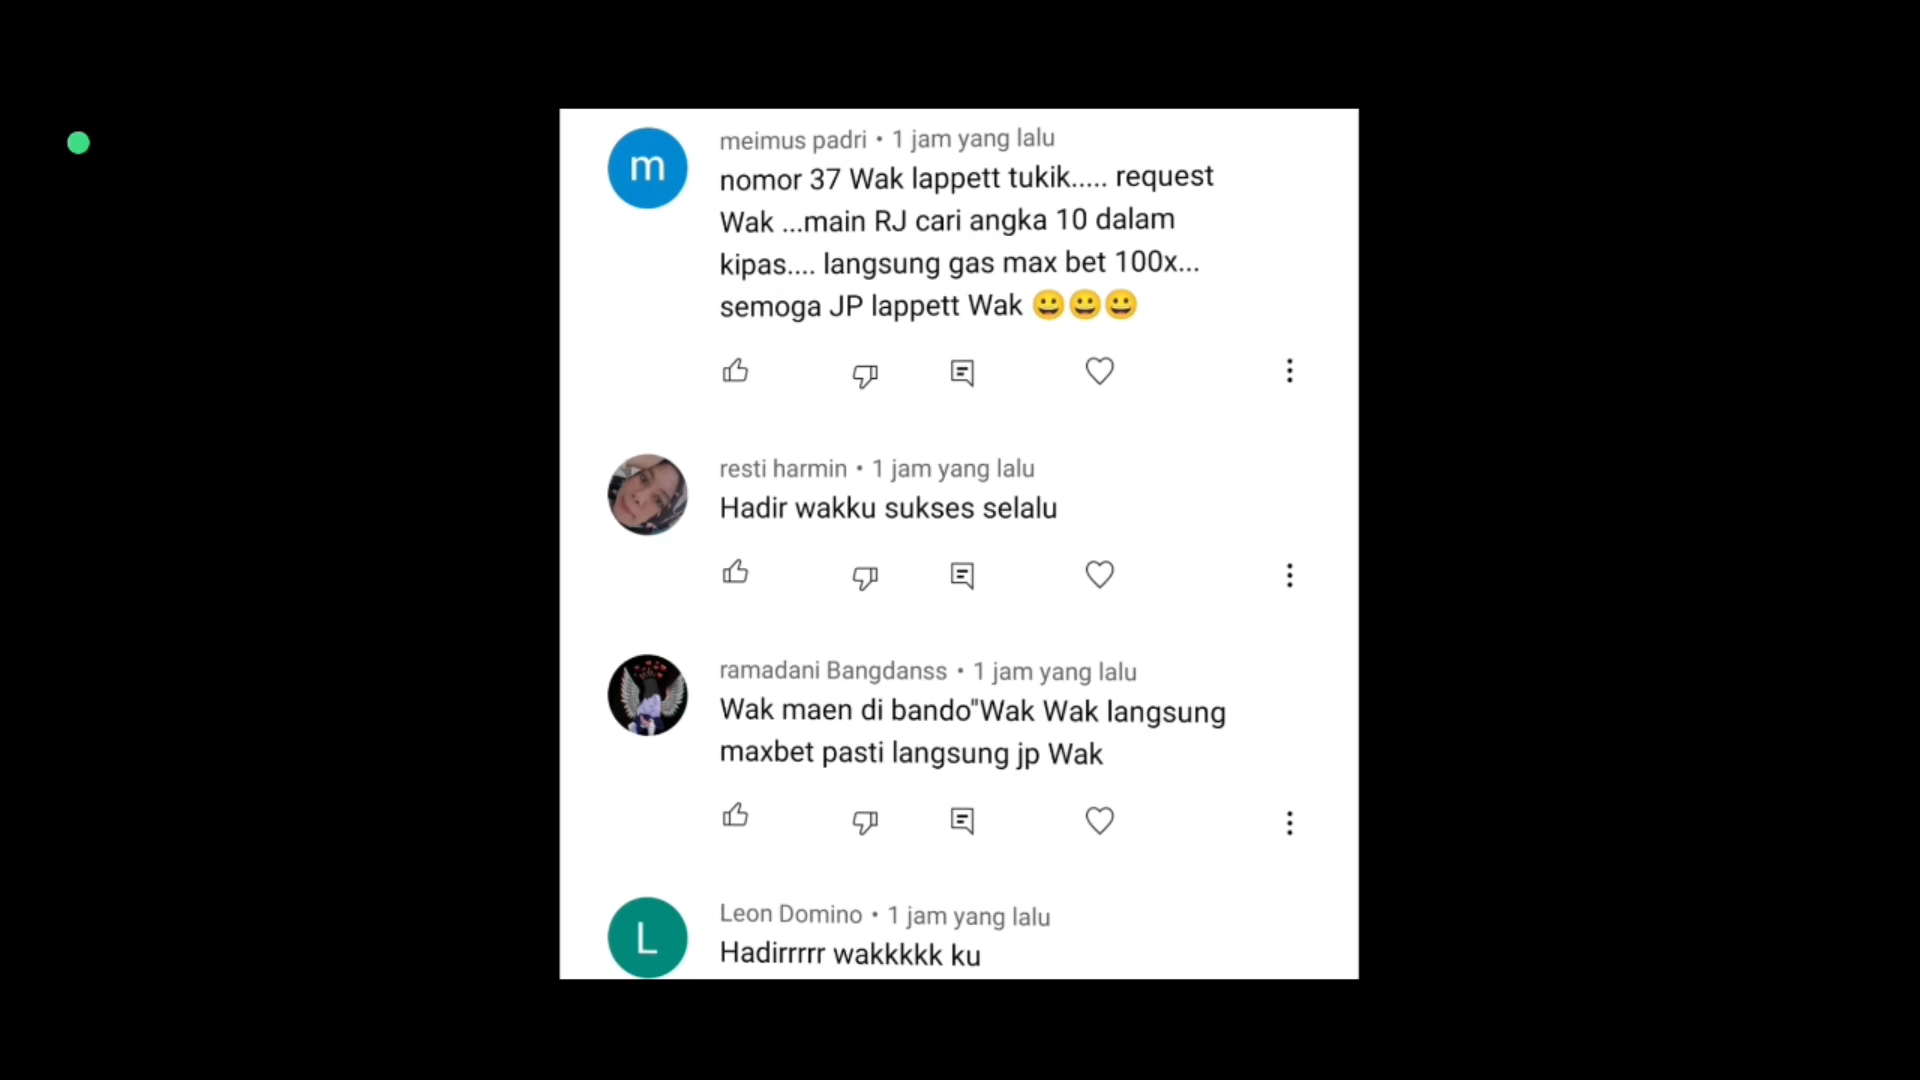 m
meimus padri • 1 jam yang lalu
nomor 37 Wak lappett tukik..... request
Wak ...main RJ cari angka 10 dalam
kipas.... langsung gas max bet 100x...
semoga JP lappett Wak 😀😀😀
resti harmin • 1 jam yang lalu
Hadir wakku sukses selalu
ramadani Bangdanss • 1 jam yang lalu
Wak maen di bando"Wak Wak langsung
maxbet pasti langsung jp Wak
L
Leon Domino • 1 jam yang lalu
Hadirrrrr wakkkkk ku